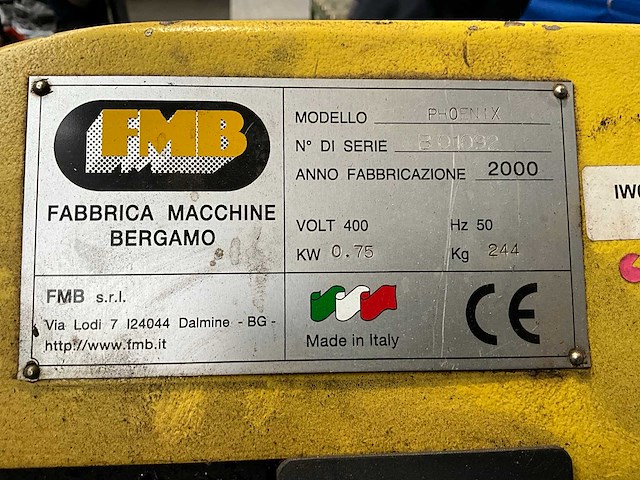 FMB
FABBRICA MACCHINE
BERGAMO
FMB s.r.l.
Via Lodi 7 I24044 Dalmine - BG -
http://www.fmb.it
MODELLO PHOENIX
N° DI SERIE
ANNO FABBRICAZIONE 2000
VOLT 400 Hz 50
KW 0.75 Kg 244
Made in Italy
CE